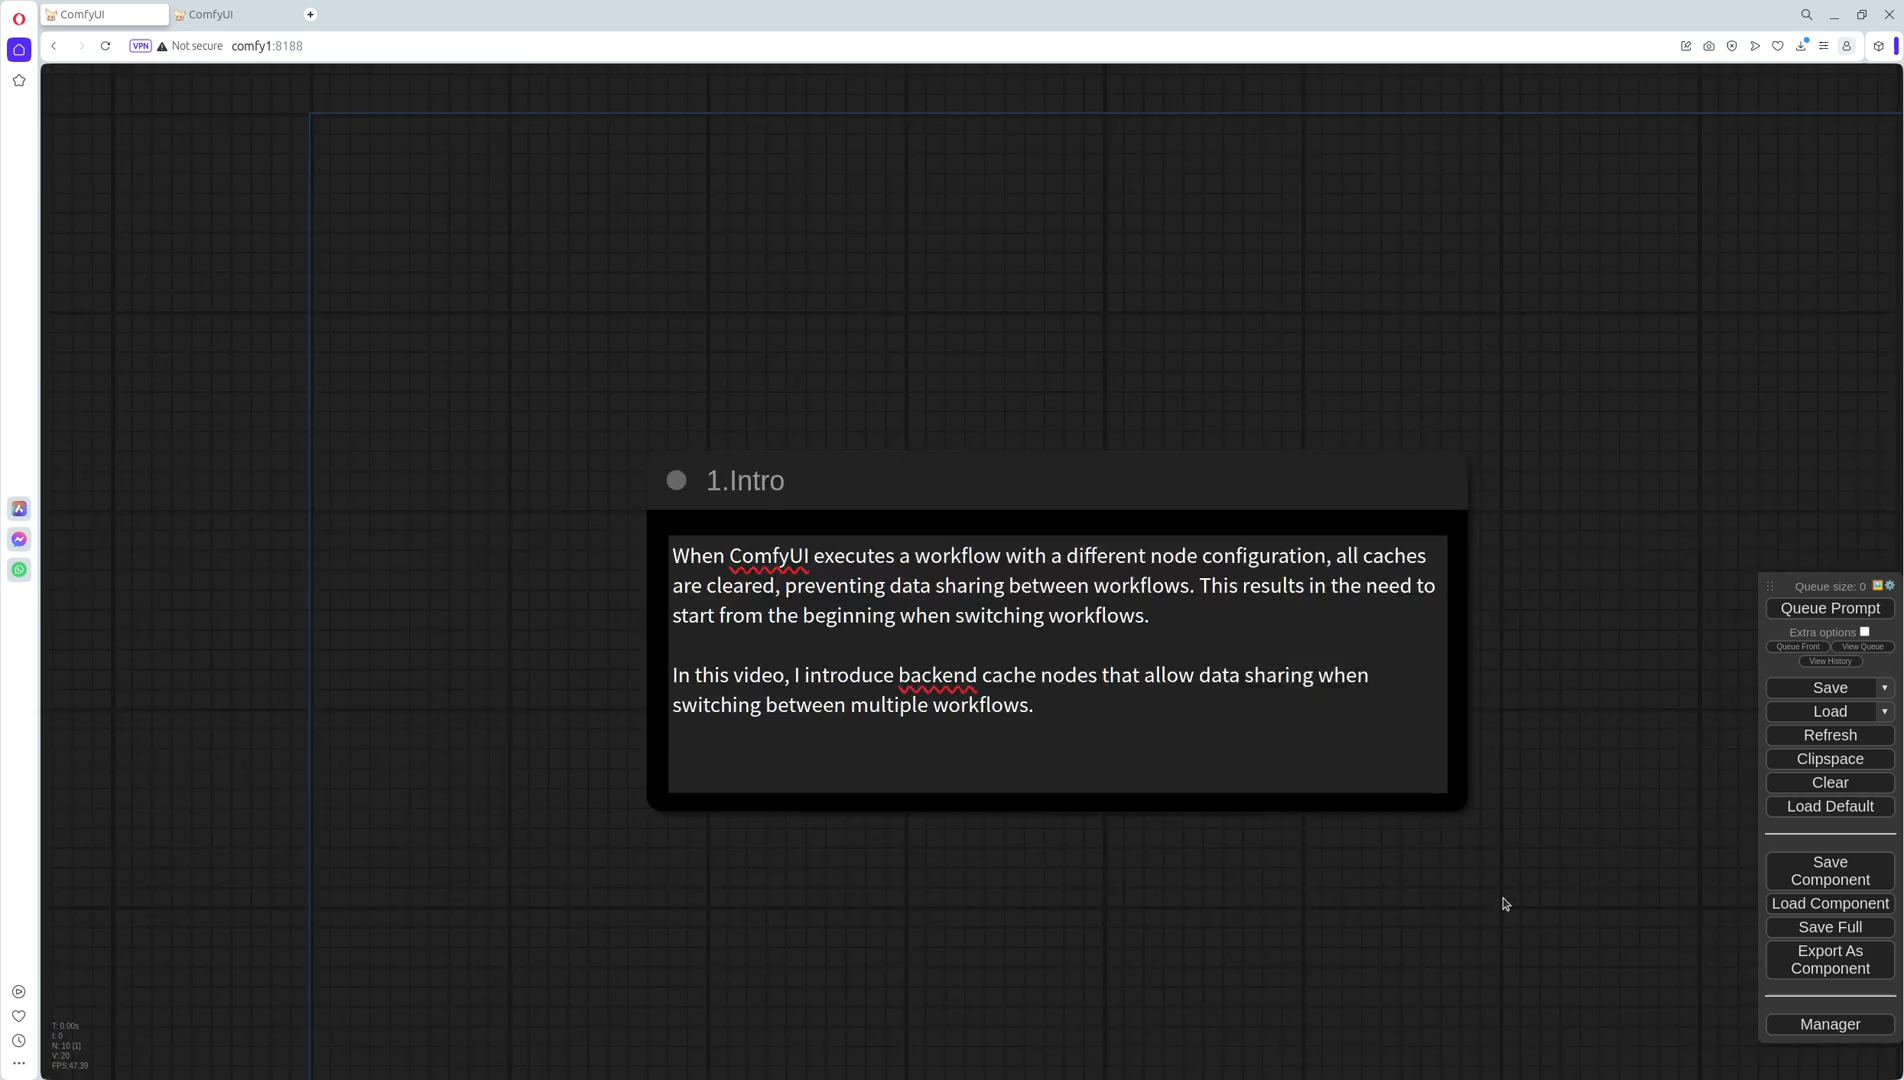 ComfyUI
ComfyUI
VPN
Not secure
comfy1:8188
1.Intro
When ComfyUI executes a workflow with a different node configuration, all caches
are cleared, preventing data sharing between workflows. This results in the need to
start from the beginning when switching workflows.
In this video, I introduce backend cache nodes that allow data sharing when
switching between multiple workflows.
Queue size: 0
Queue Prompt
Extra options
Queue Front
View Queue
View History
Save
Load
Refresh
Clipspace
Clear
Load Default
Save
Component
Load Component
Save Full
Export As
Component
Manager
T: 0.00s
I: 0
N: 10 [1]
V: 20
FPS:47.39